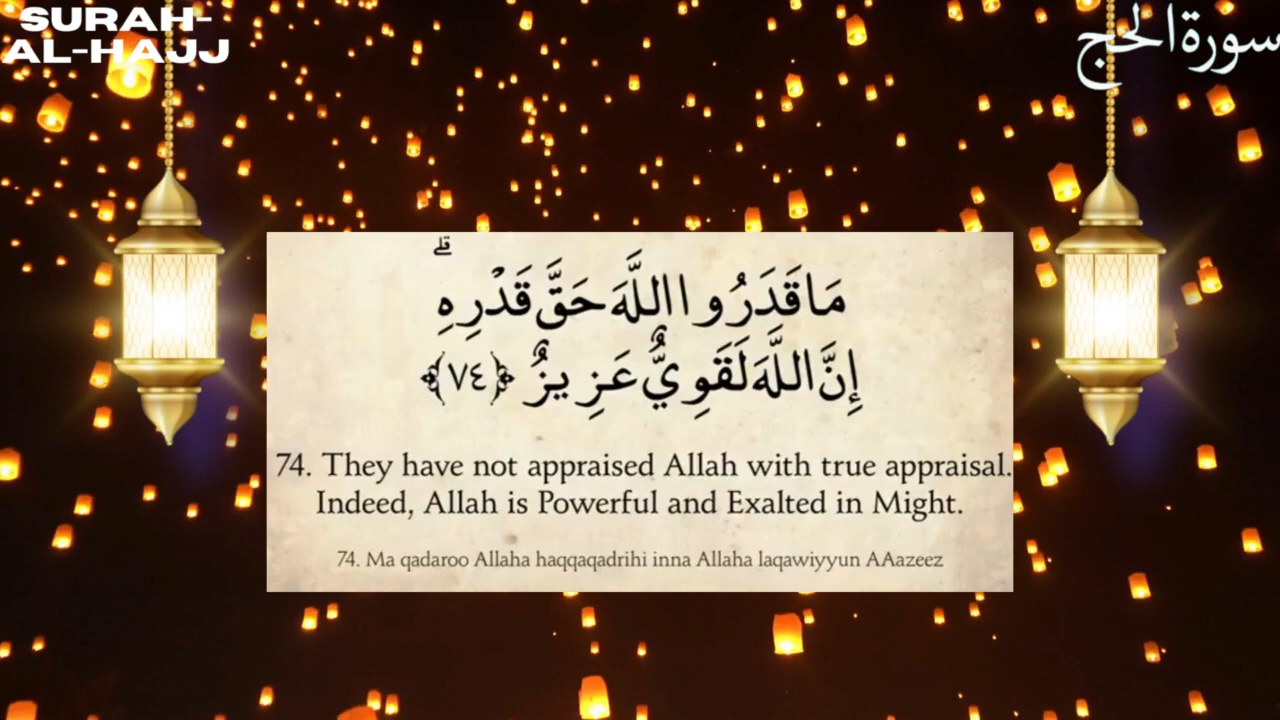 SURAH-
AL-HAJJ
سورة الحج
مَا قَدَرُوا اللَّهَ حَقَّ قَدْرِهِ ۗ
إِنَّ اللَّهَ لَقَوِيٌّ عَزِيزٌ ﴿٧٤﴾
74. They have not appraised Allah with true appraisal.
Indeed, Allah is Powerful and Exalted in Might.
74. Ma qadaroo Allaha haqqaqadrihi inna Allaha laqawiyyun AAazeez